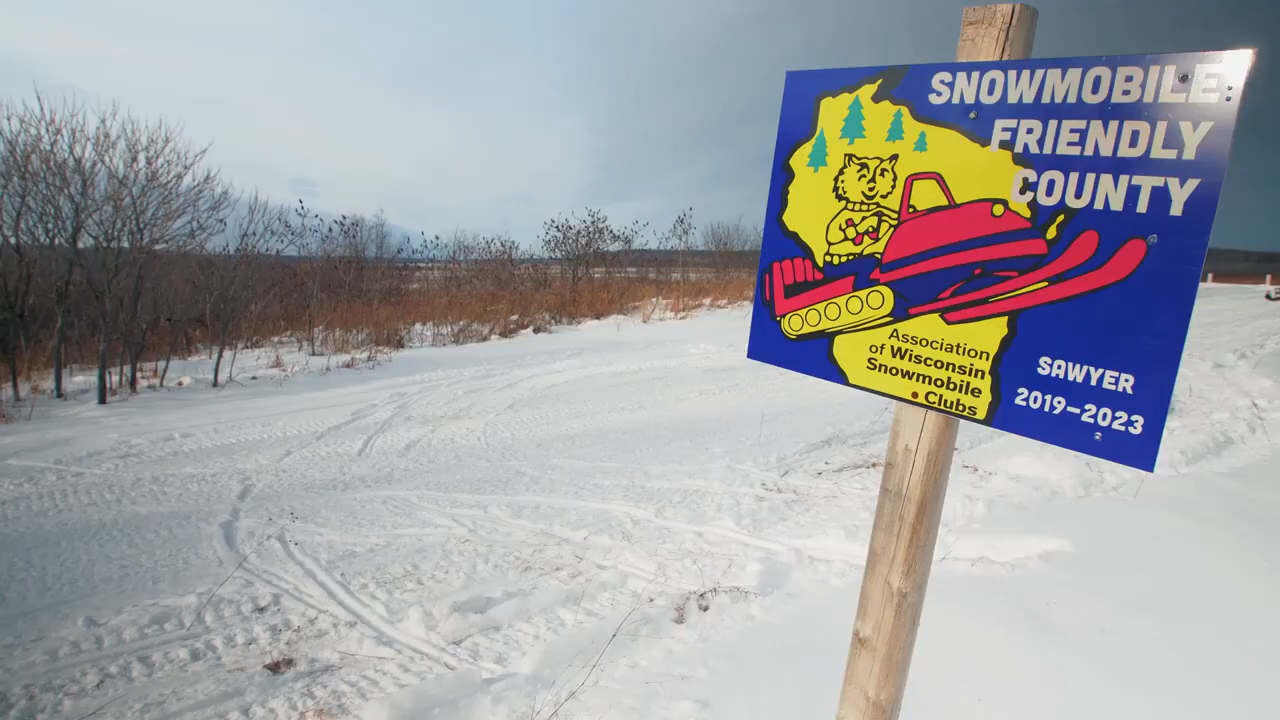 SNOWMOBILE
FRIENDLY
COUNTY
Association
of Wisconsin
Snowmobile
• Clubs
SAWYER
2019-2023